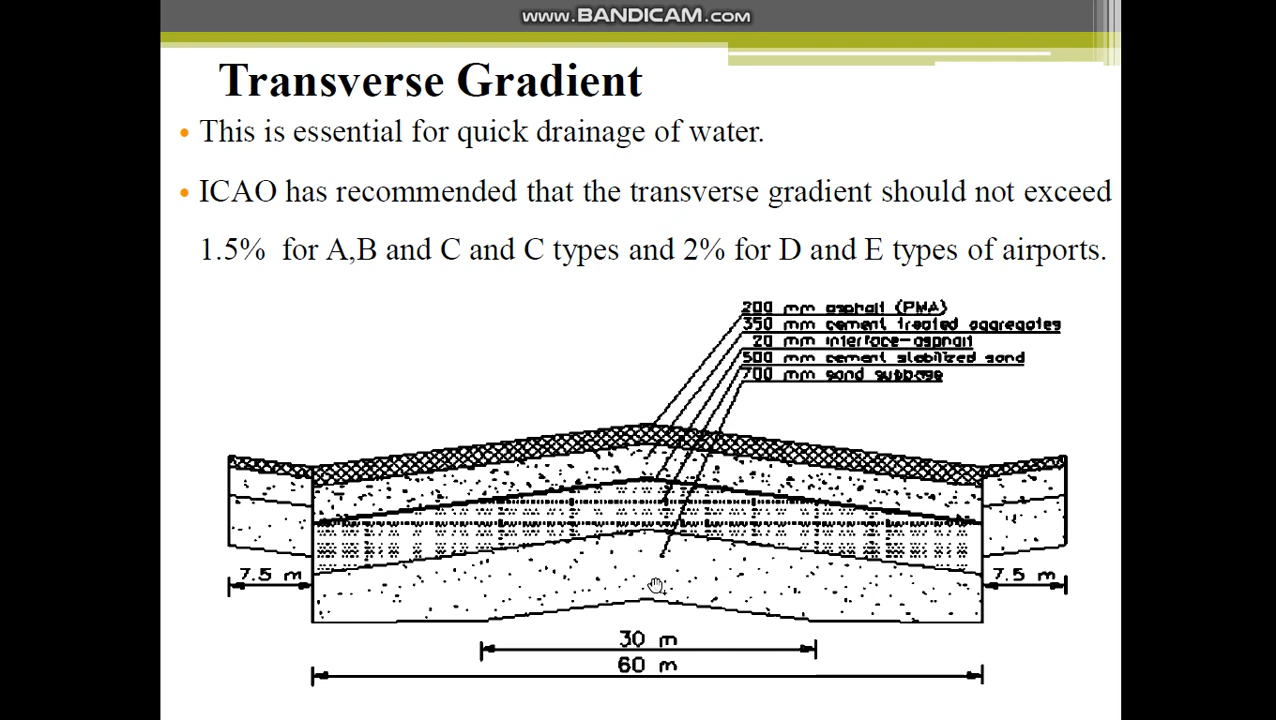 www.BANDICAM.com
Transverse Gradient
• This is essential for quick drainage of water.
• ICAO has recommended that the transverse gradient should not exceed
1.5% for A,B and C and C types and 2% for D and E types of airports.
200 mm asphalt (PMA)
350 mm cement treated aggregates
20 mm interface-asphalt
500 mm cement stabilized sand
700 mm sand subbase
7.5 m
7.5 m
30 m
60 m